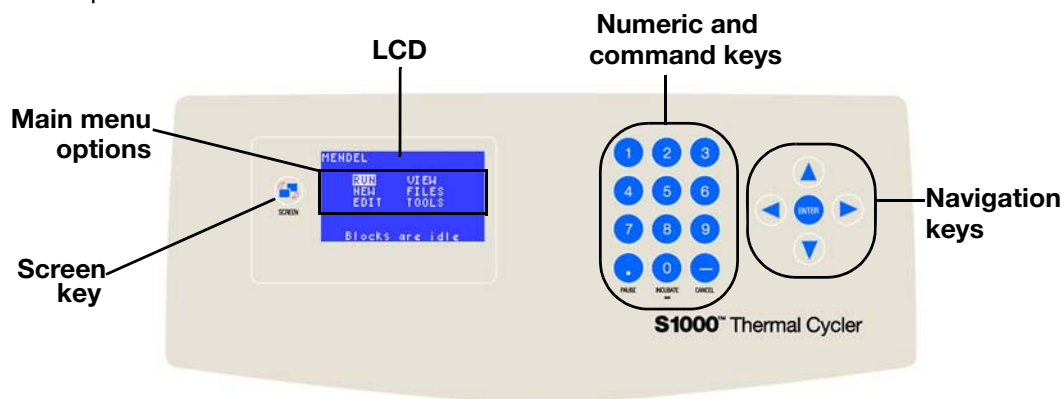 Numeric and
command keys
LCD
Main menu
options
MENDEL
RUN VIEW
NEW FILES
EDIT TOOLS
Blocks are idle
SCREEN
Screen
key
1 2 3
4 5 6
7 8 9
. 0 —
PAUSE INCUBATE CANCEL
∞
ENTER
Navigation
keys
S1000™ Thermal Cycler